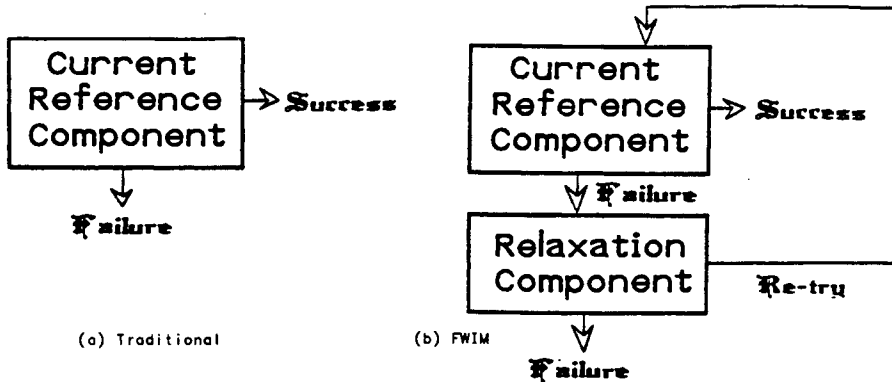 Current
Reference
Component
Success
Failure
(a) Traditional
Current
Reference
Component
Success
Failure
Relaxation
Component
Re-try
(b) FWIM
Failure